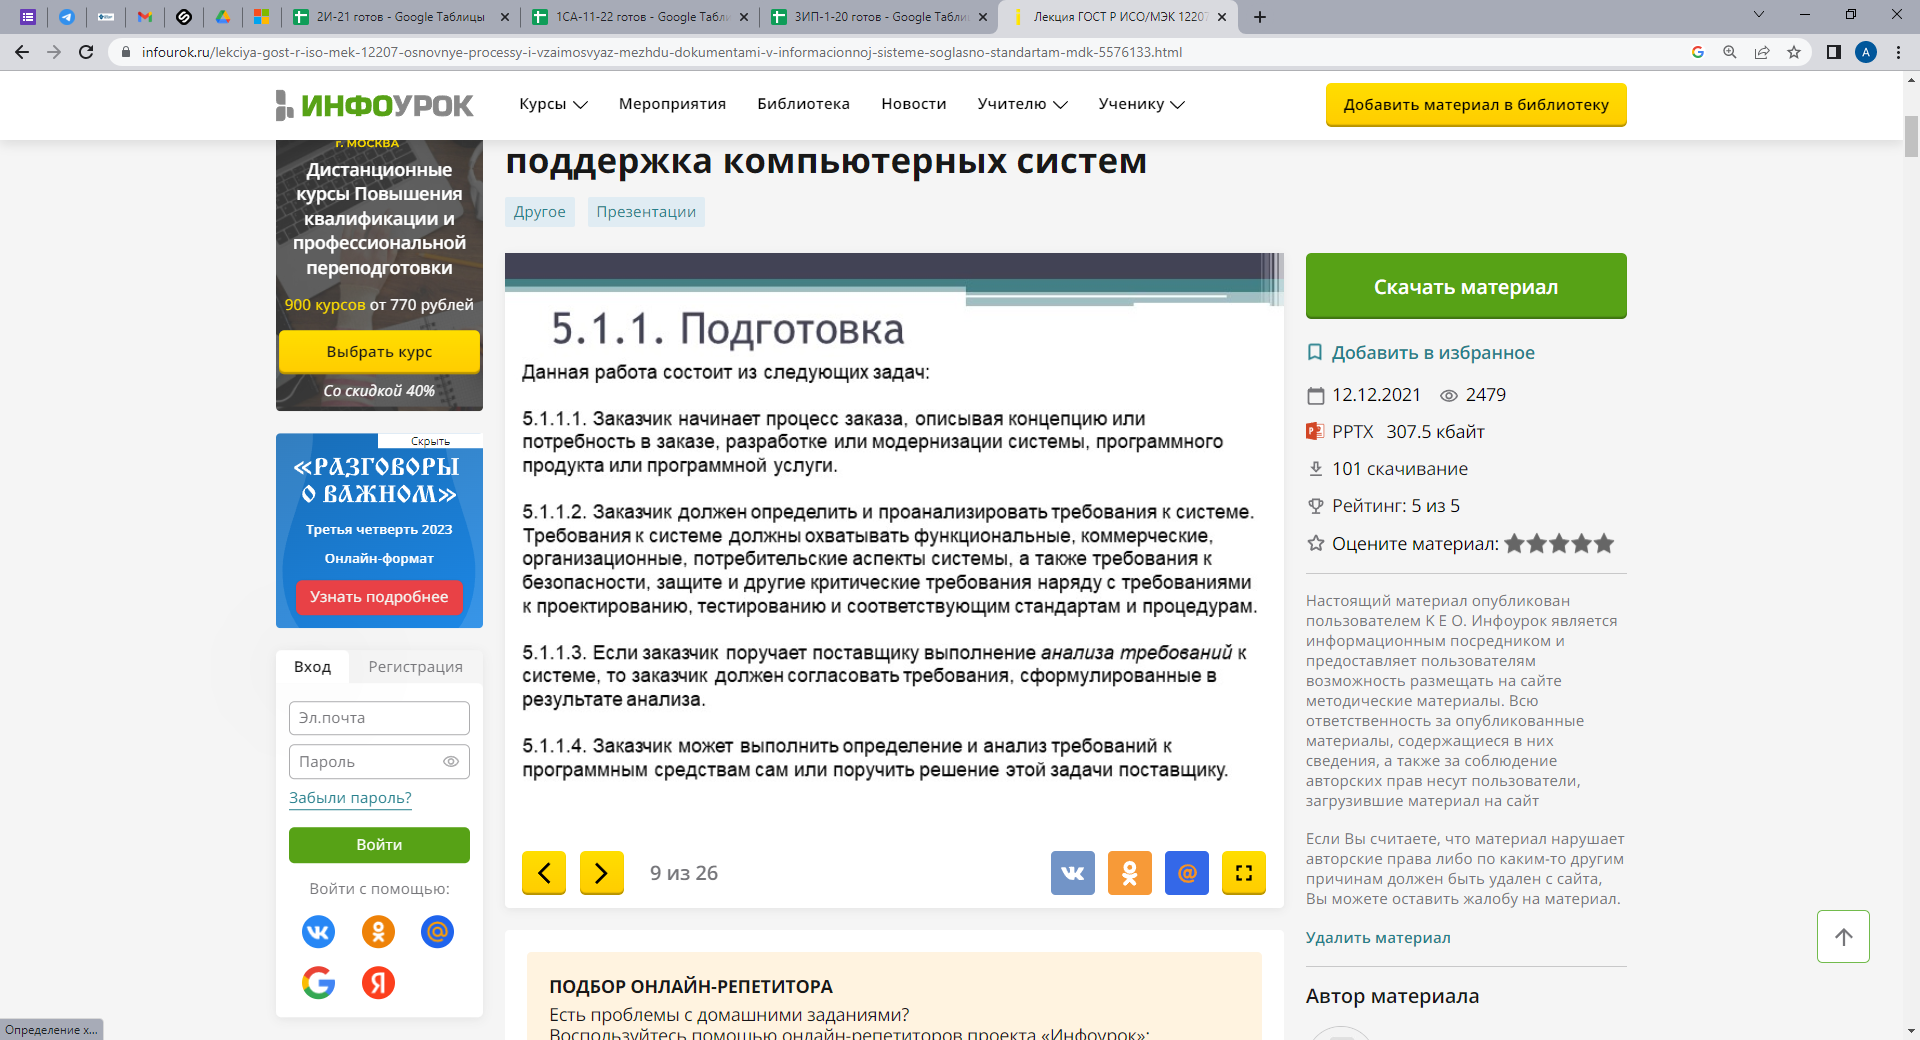 2И-21 готов - Google Таблицы
1СА-11-22 готов - Google Табли
3ИП-1-20 готов - Google Табли
Лекция ГОСТ Р ИСО/МЭК 12207
infourok.ru/lekciya-gost-r-iso-mek-12207-osnovnye-processy-i-vzaimosvyaz-mezhdu-dokumentami-v-informacionnoj-sisteme-soglasno-standartam-mdk-5576133.html
A
ИНФОУРОК
Курсы
Мероприятия
Библиотека
Новости
Учителю
Ученику
Добавить материал в библиотеку
г. МОСКВА
Дистанционные
курсы Повышения
квалификации и
профессиональной
переподготовки
900 курсов от 770 рублей
Выбрать курс
Со скидкой 40%
Скрыть
«РАЗГОВОРЫ
О ВАЖНОМ»
Третья четверть 2023
Онлайн-формат
Узнать подробнее
Вход
Регистрация
Эл.почта
Пароль
Забыли пароль?
Войти
Войти с помощью:
поддержка компьютерных систем
Другое
Презентации
5.1.1. Подготовка
Данная работа состоит из следующих задач:
5.1.1.1. Заказчик начинает процесс заказа, описывая концепцию или
потребность в заказе, разработке или модернизации системы, программного
продукта или программной услуги.
5.1.1.2. Заказчик должен определить и проанализировать требования к системе.
Требования к системе должны охватывать функциональные, коммерческие,
организационные, потребительские аспекты системы, а также требования к
безопасности, защите и другие критические требования наряду с требованиями
к проектированию, тестированию и соответствующим стандартам и процедурам.
5.1.1.3. Если заказчик поручает поставщику выполнение анализа требований к
системе, то заказчик должен согласовать требования, сформулированные в
результате анализа.
5.1.1.4. Заказчик может выполнить определение и анализ требований к
программным средствам сам или поручить решение этой задачи поставщику.
9 из 26
ПОДБОР ОНЛАЙН-РЕПЕТИТОРА
Есть проблемы с домашними заданиями?
Воспользуйтесь помощью онлайн-репетиторов проекта «Инфоурок»:
Скачать материал
Добавить в избранное
12.12.2021 2479
PPTX 307.5 кбайт
101 скачивание
Рейтинг: 5 из 5
Оцените материал:
Настоящий материал опубликован
пользователем K E O. Инфоурок является
информационным посредником и
предоставляет пользователям
возможность размещать на сайте
методические материалы. Всю
ответственность за опубликованные
материалы, содержащиеся в них
сведения, а также за соблюдение
авторских прав несут пользователи,
загрузившие материал на сайт
Если Вы считаете, что материал нарушает
авторские права либо по каким-то другим
причинам должен быть удален с сайта,
Вы можете оставить жалобу на материал.
Удалить материал
Автор материала
Определение х...